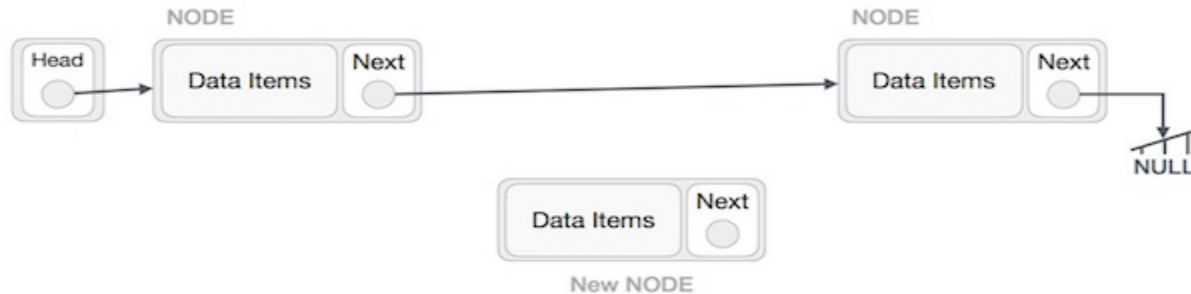 NODE
NODE
Head
Data Items
Next
Data Items
Next
NULL
Data Items
Next
New NODE